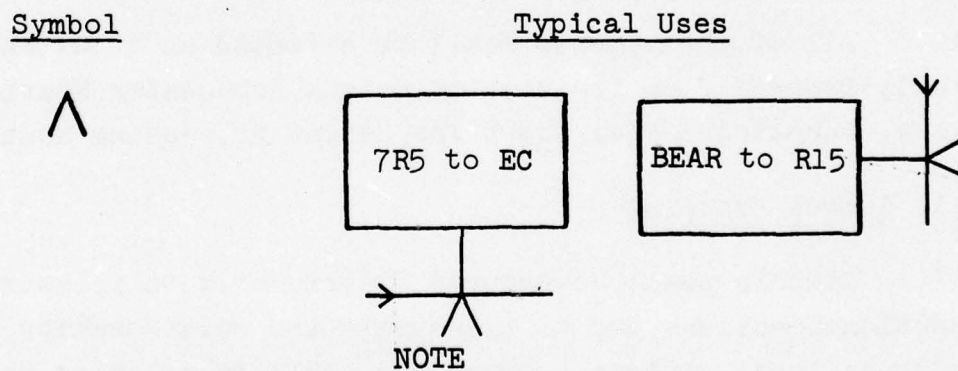 Symbol
Typical Uses
7R5 to EC
BEAR to R15
NOTE